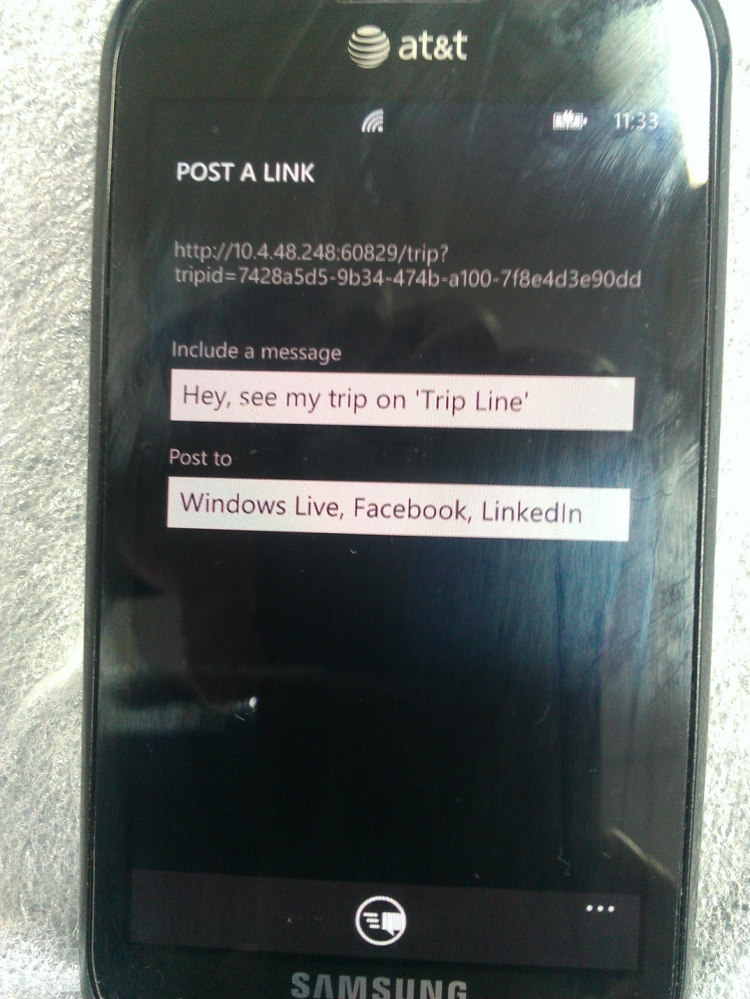 at&t
11:33
POST A LINK
http://10.4.48.248:60829/trip?
tripid=7428a5d5-9b34-474b-a100-7f8e4d3e90dd
Include a message
Hey, see my trip on 'Trip Line'
Post to
Windows Live, Facebook, LinkedIn
SAMSUNG